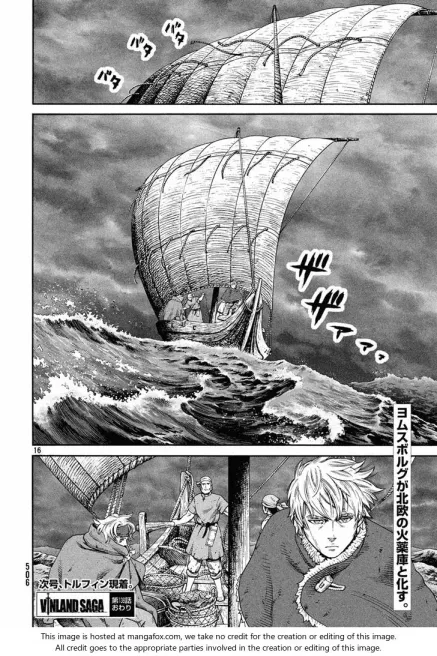 バタ
バタ
バタ
ザザァァァ…
16
ヨムスボルグが北欧の火薬庫と化す。
506
次号、トルフィン現着。
VINLAND SAGA
第130話
おわり
This image is hosted at mangafox.com, we take no credit for the creation or editing of this image.
All credit goes to the appropriate parties involved in the creation or editing of this image.